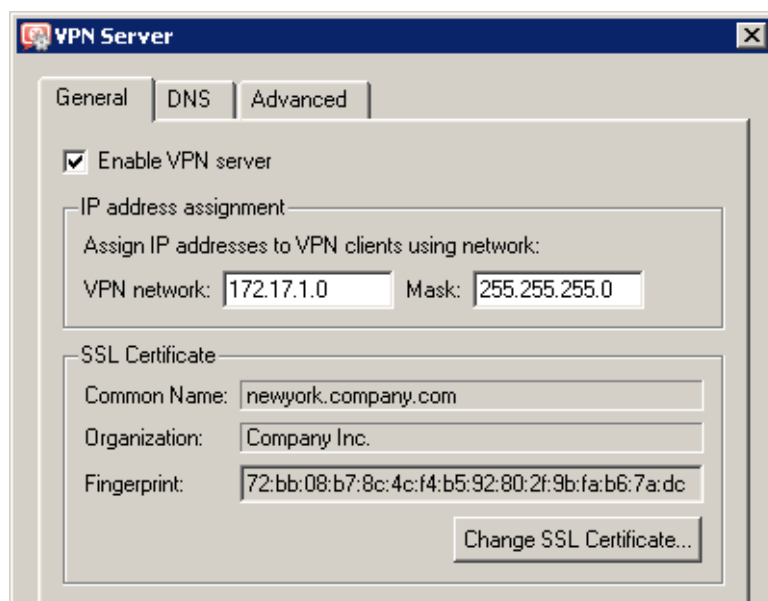 VPN Server
General DNS Advanced
Enable VPN server
IP address assignment
Assign IP addresses to VPN clients using network:
VPN network: 172.17.1.0 Mask: 255.255.255.0
SSL Certificate
Common Name: newyork.company.com
Organization: Company Inc.
Fingerprint: 72:bb:08:b7:8c:4c:f4:b5:92:80:2f:9b:fa:b6:7a:dc
Change SSL Certificate...